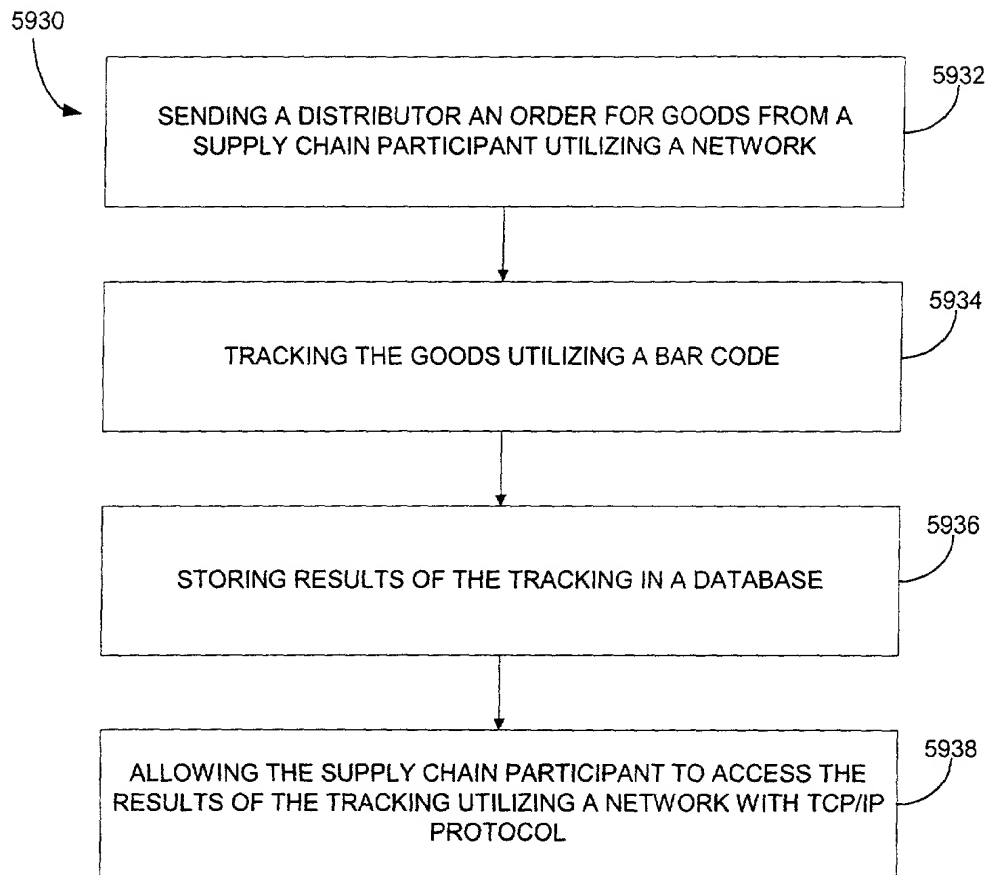 5930
5932
SENDING A DISTRIBUTOR AN ORDER FOR GOODS FROM A
SUPPLY CHAIN PARTICIPANT UTILIZING A NETWORK
5934
TRACKING THE GOODS UTILIZING A BAR CODE
5936
STORING RESULTS OF THE TRACKING IN A DATABASE
5938
ALLOWING THE SUPPLY CHAIN PARTICIPANT TO ACCESS THE
RESULTS OF THE TRACKING UTILIZING A NETWORK WITH TCP/IP
PROTOCOL